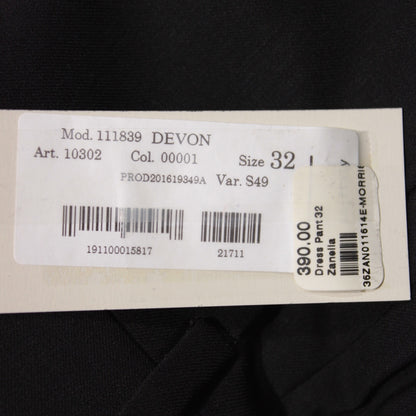 Mod. 111839 DEVON
Art. 10302 Col. 00001 Size 32 L y
PROD201619349A Var. S49
191100015817 21711
390.00
Dress Pant 32
Zanella
36ZAN011614E-MORRIE